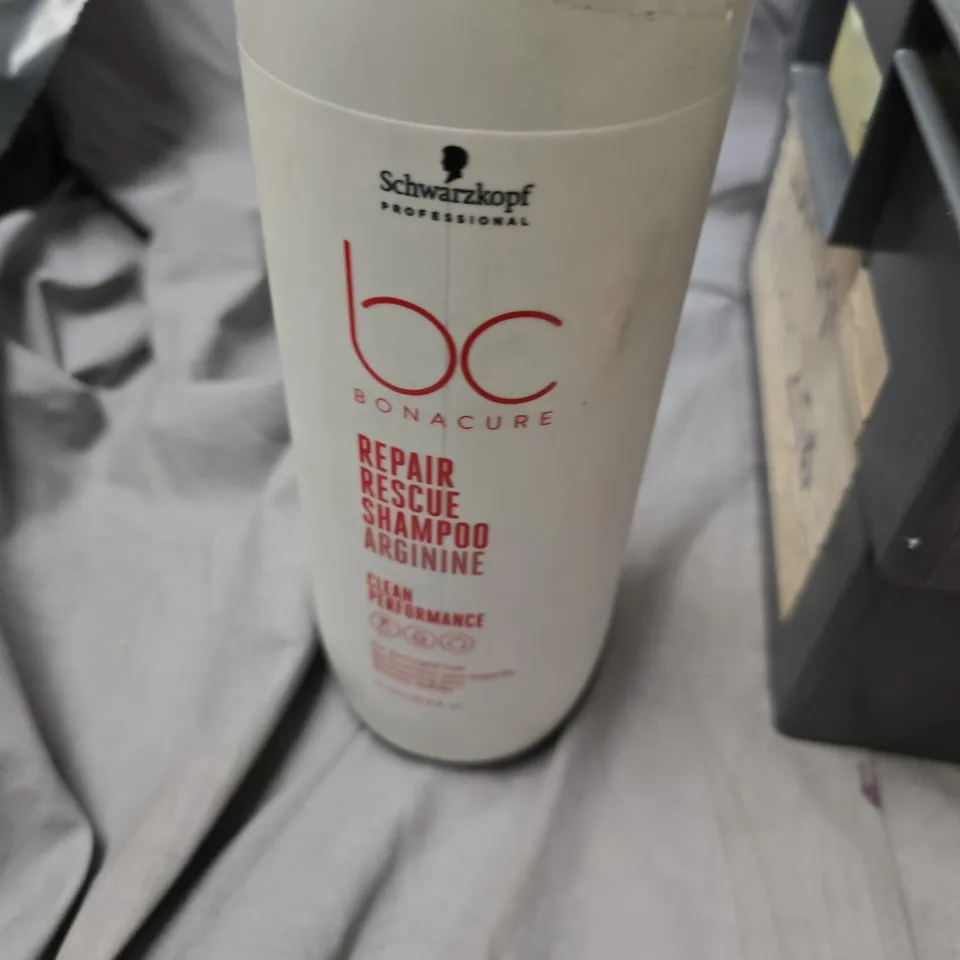 Schwarzkopf
PROFESSIONAL
bc
BONACURE
REPAIR
RESCUE
SHAMPOO
ARGININE
CLEAN
PERFORMANCE